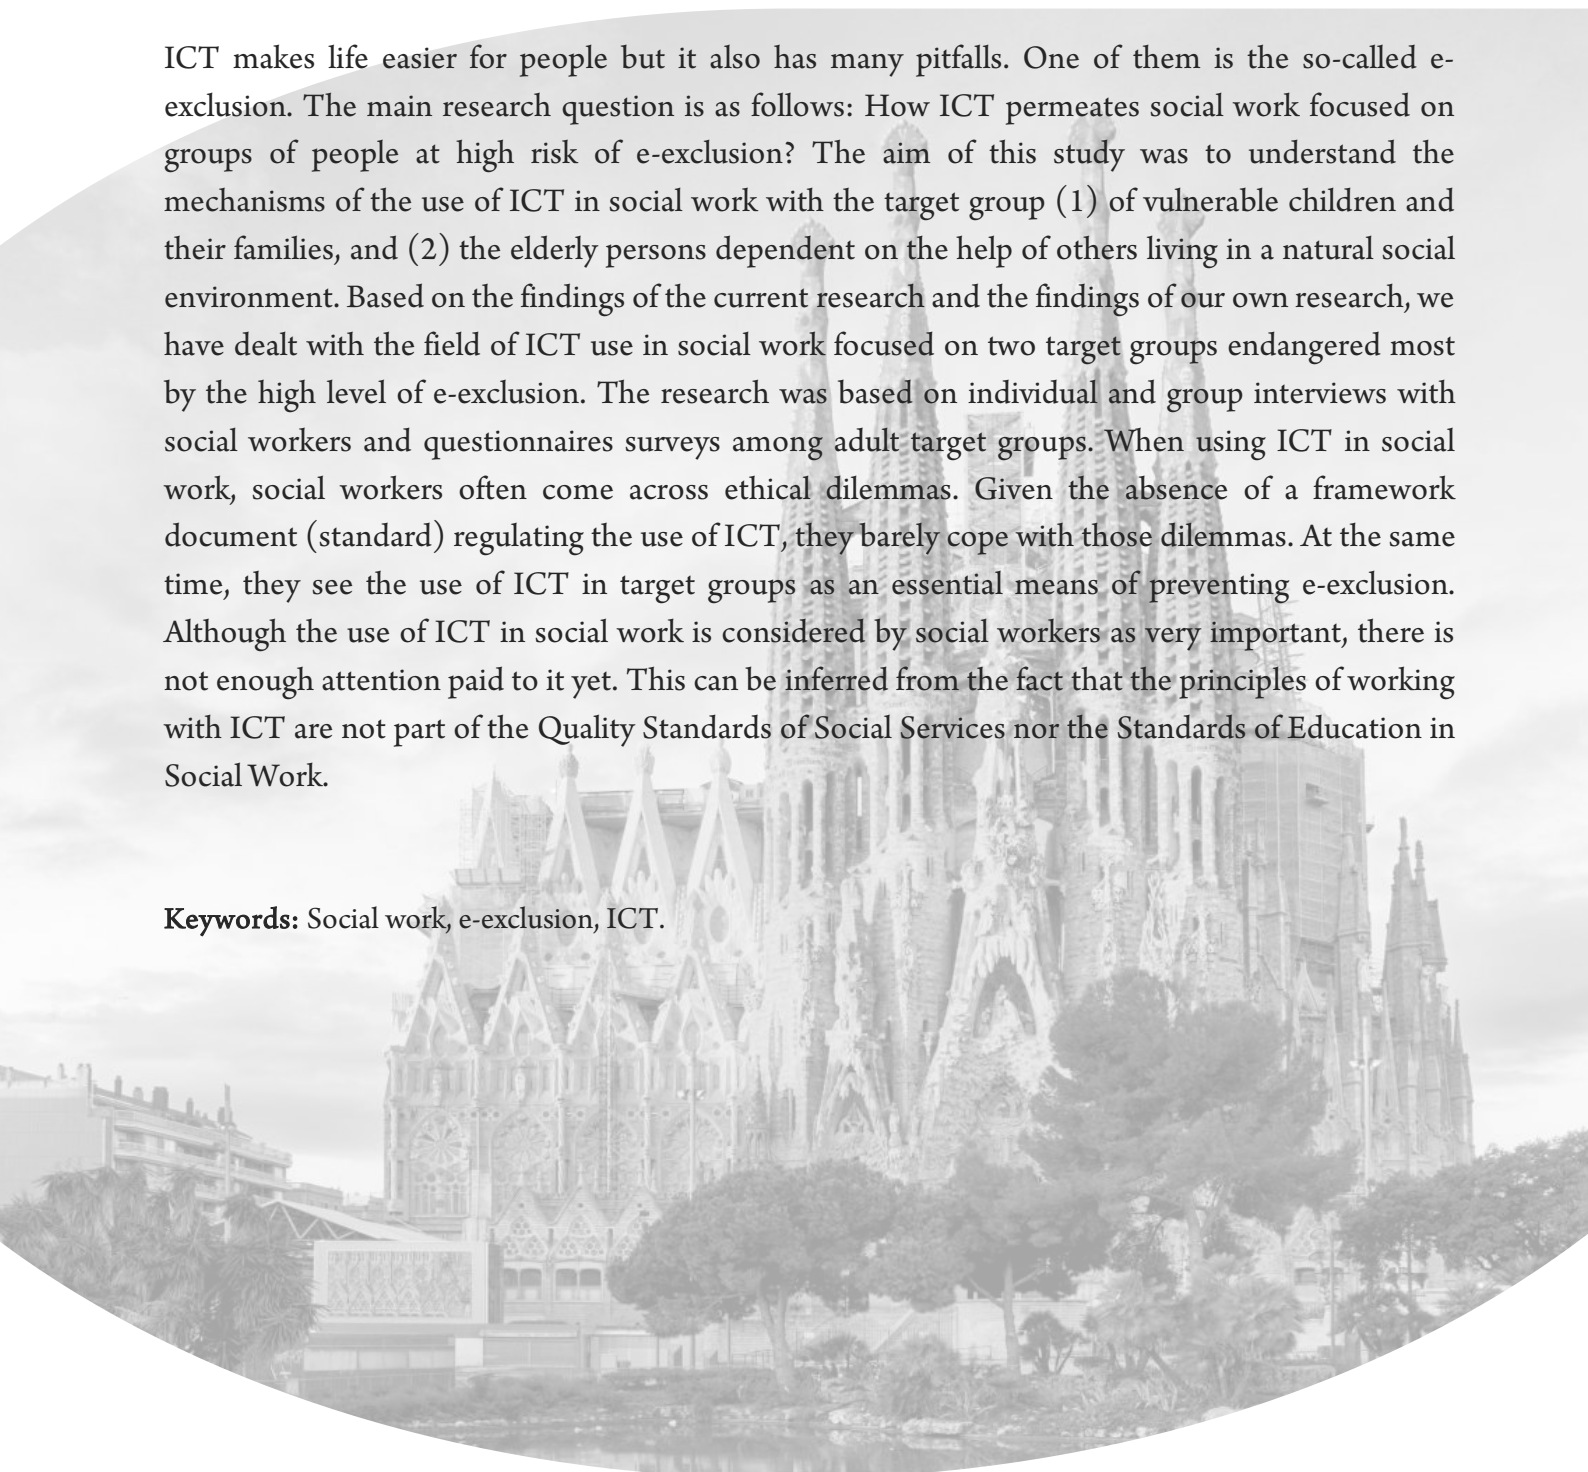 ICT makes life easier for people but it also has many pitfalls. One of them is the so-called e-
exclusion. The main research question is as follows: How ICT permeates social work focused on
groups of people at high risk of e-exclusion? The aim of this study was to understand the
mechanisms of the use of ICT in social work with the target group (1) of vulnerable children and
their families, and (2) the elderly persons dependent on the help of others living in a natural social
environment. Based on the findings of the current research and the findings of our own research, we
have dealt with the field of ICT use in social work focused on two target groups endangered most
by the high level of e-exclusion. The research was based on individual and group interviews with
social workers and questionnaires surveys among adult target groups. When using ICT in social
work, social workers often come across ethical dilemmas. Given the absence of a framework
document (standard) regulating the use of ICT, they barely cope with those dilemmas. At the same
time, they see the use of ICT in target groups as an essential means of preventing e-exclusion.
Although the use of ICT in social work is considered by social workers as very important, there is
not enough attention paid to it yet. This can be inferred from the fact that the principles of working
with ICT are not part of the Quality Standards of Social Services nor the Standards of Education in
Social Work.
Keywords: Social work, e-exclusion, ICT.